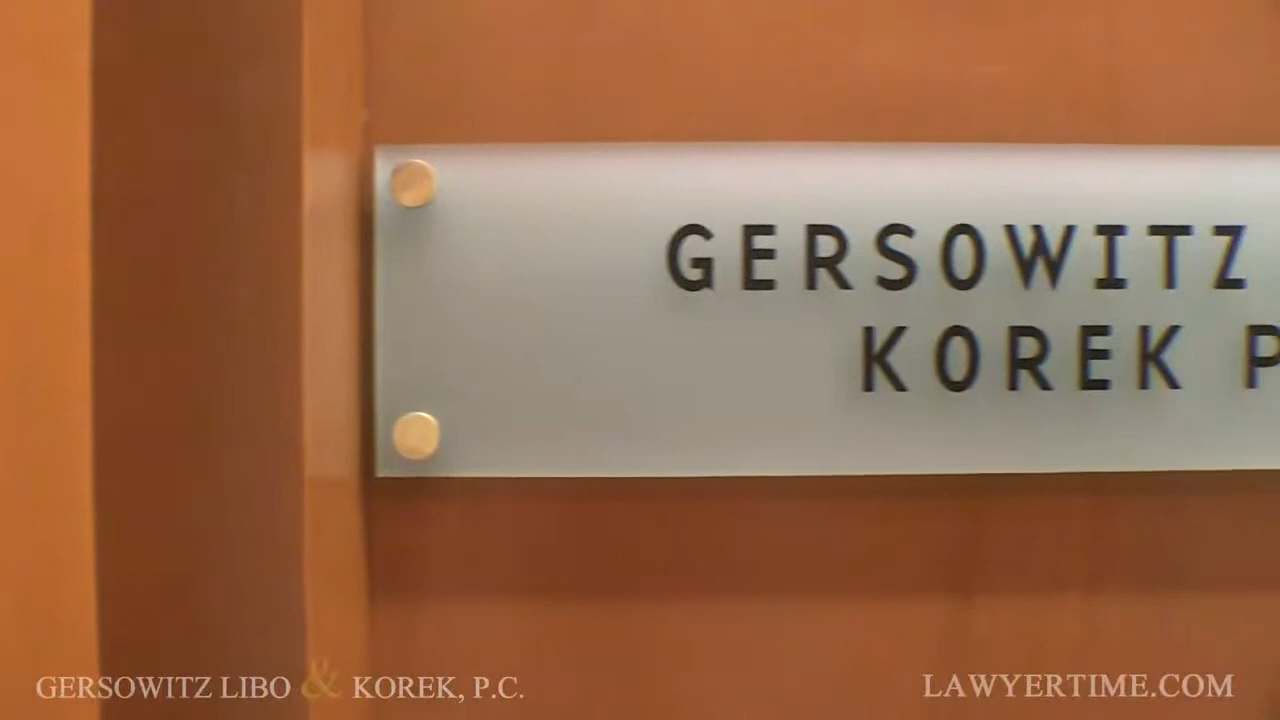 GERSOWITZ
KOREK P
GERSOWITZ LIBO & KOREK, P.C.
LAWYERTIME.COM